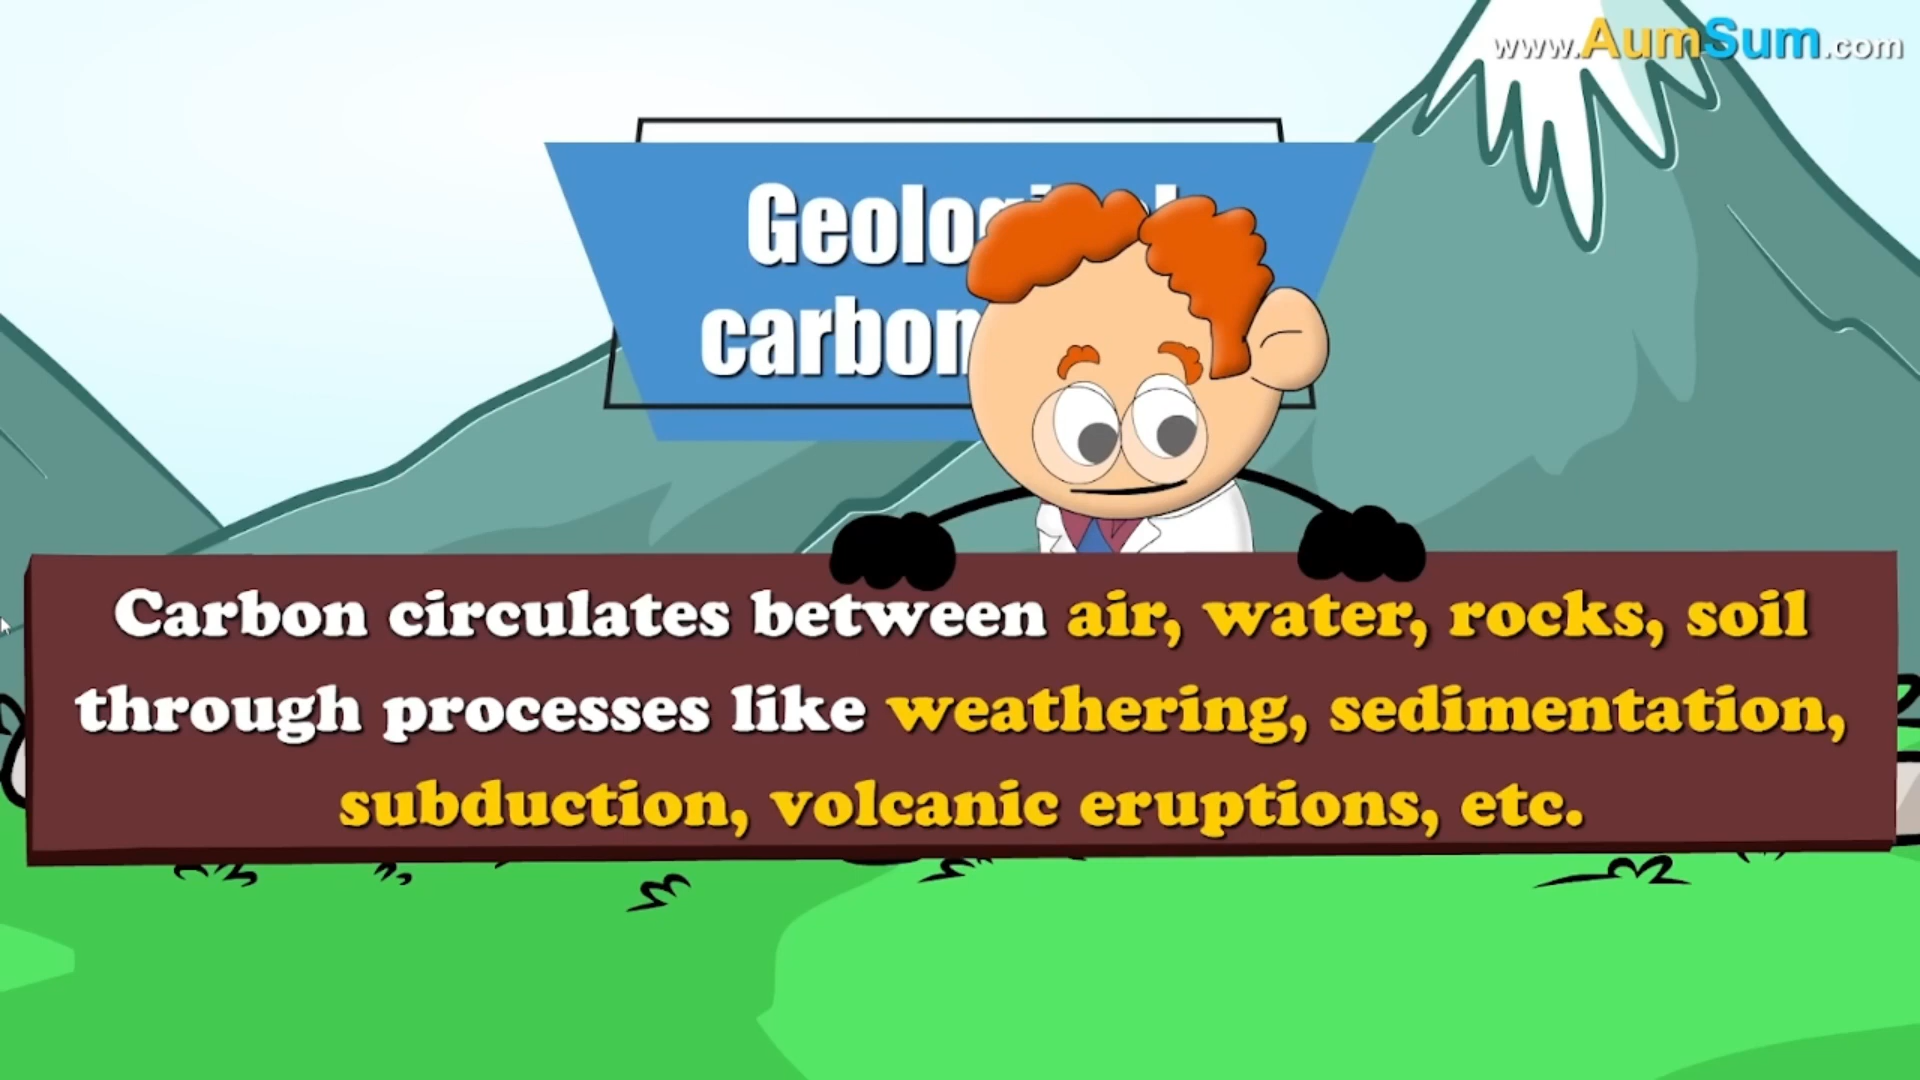 www.AumSum.com
carbon
Carbon circulates between air, water, rocks, soil
through processes like weathering, sedimentation,
subduction, volcanic eruptions, etc.